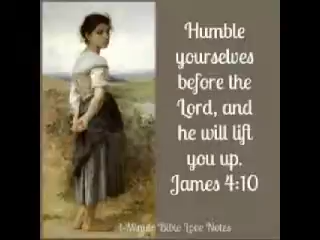 Humble
yourselves
before the
Lord, and
he will lift
you up.
James 4:10
1-Minute Bible Love Notes